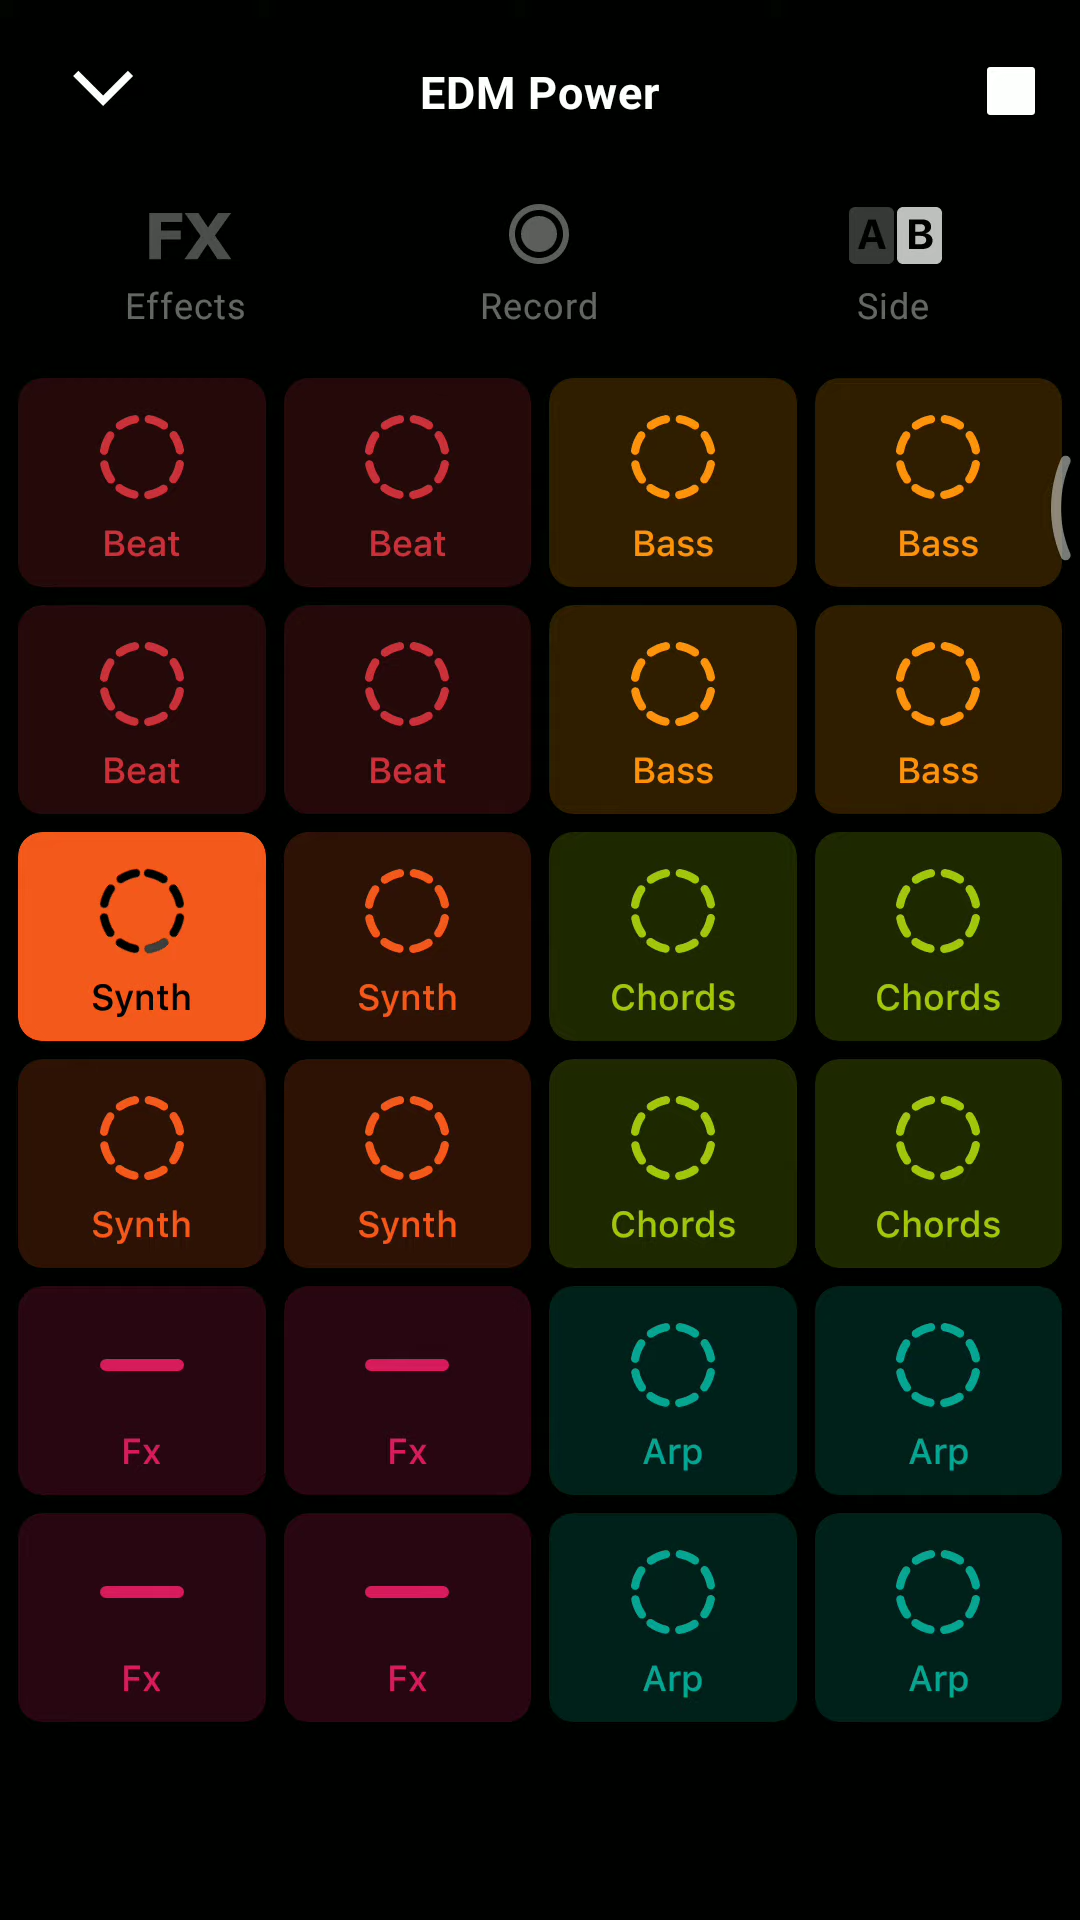 EDM Power
FX A B
Effects Record Side
Beat Beat Bass Bass
Beat Beat Bass Bass
Synth Synth Chords Chords
Synth Synth Chords Chords
Fx Fx Arp Arp
Fx Fx Arp Arp